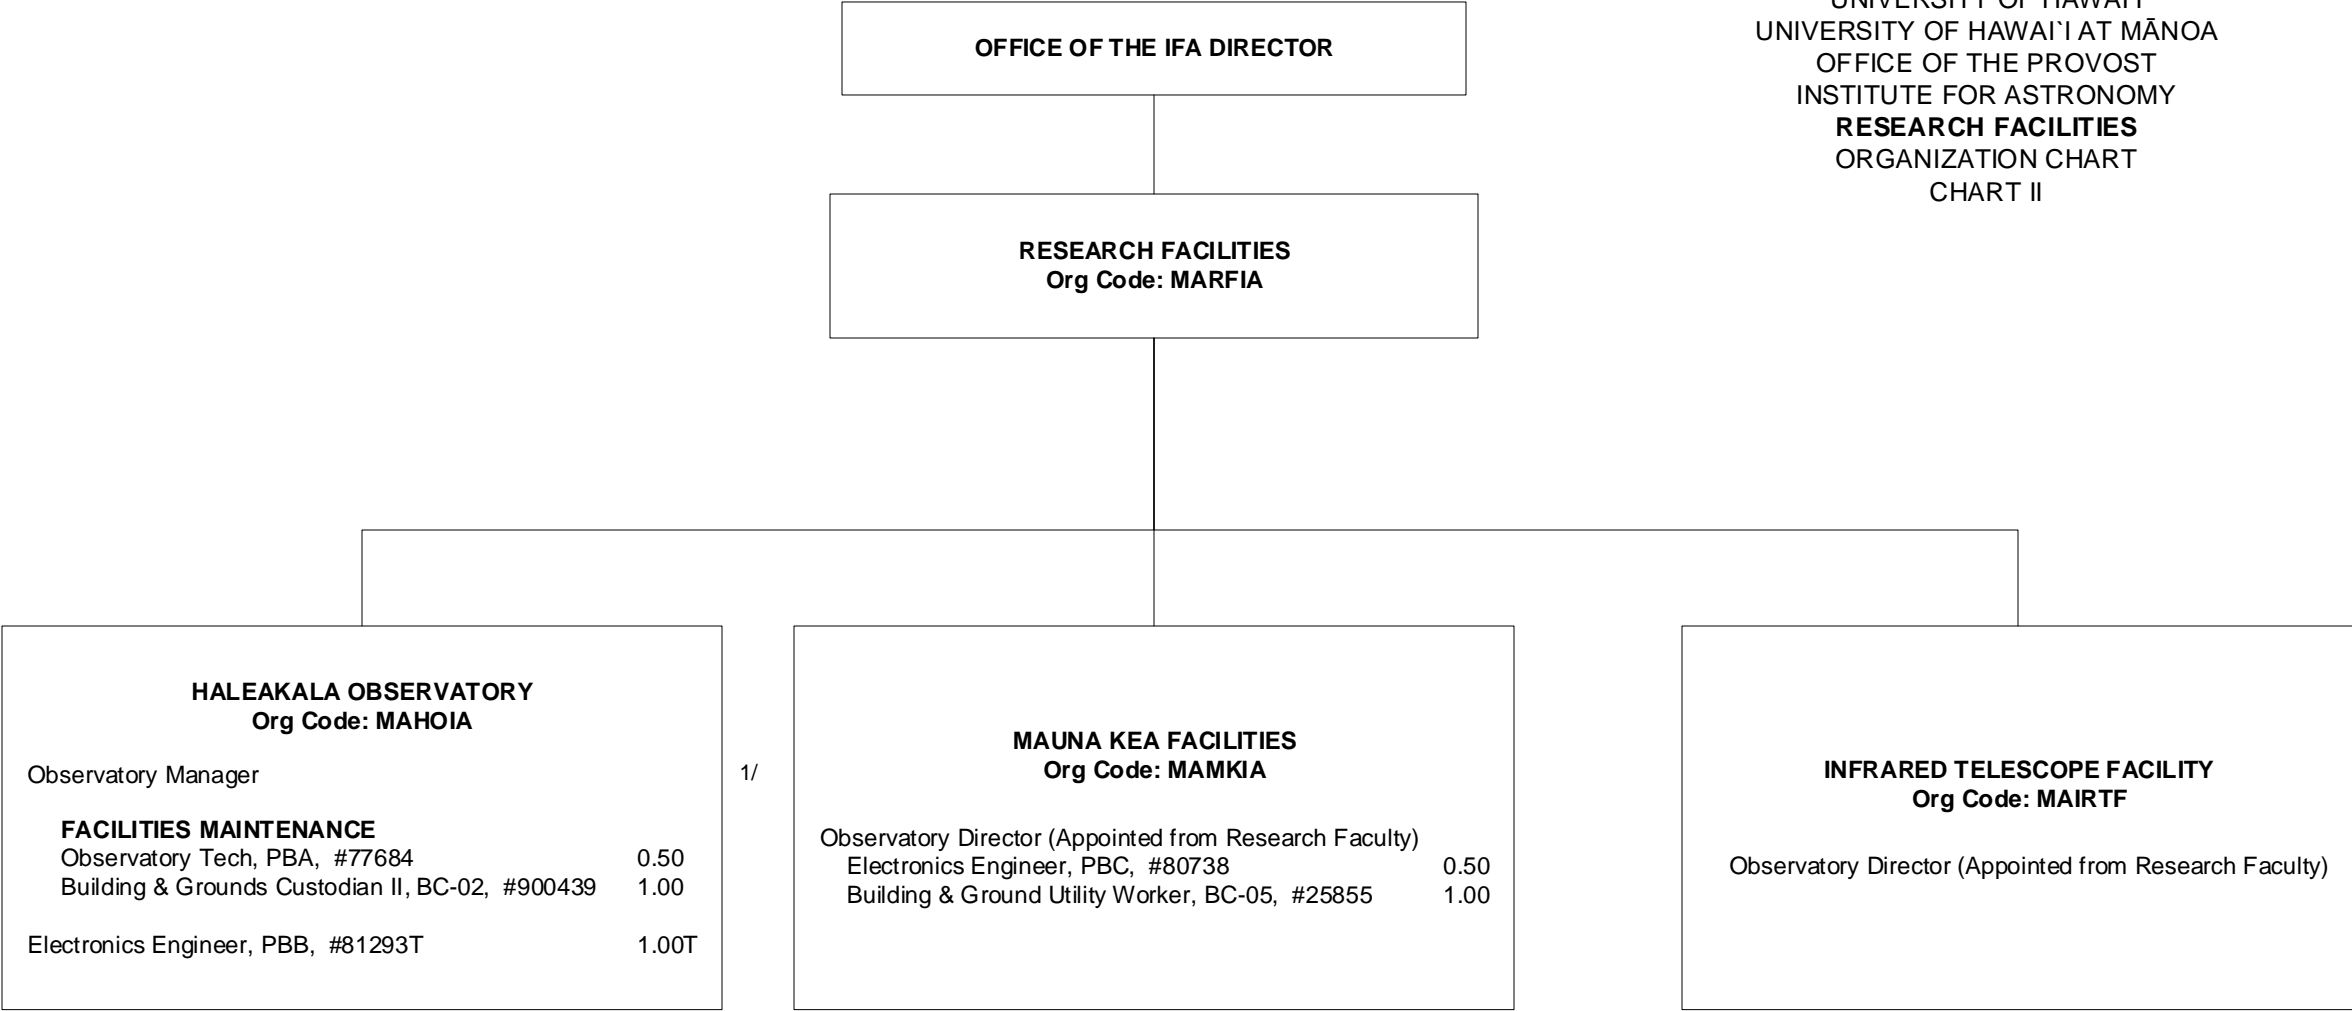 OFFICE OF THE IFA DIRECTOR
UNIVERSITY OF HAWAI`I
UNIVERSITY OF HAWAI`I AT MĀNOA
OFFICE OF THE PROVOST
INSTITUTE FOR ASTRONOMY
RESEARCH FACILITIES
ORGANIZATION CHART
CHART II
RESEARCH FACILITIES
Org Code: MARFIA
HALEAKALA OBSERVATORY
Org Code: MAHOIA
Observatory Manager 1/
FACILITIES MAINTENANCE
Observatory Tech, PBA, #77684 0.50
Building & Grounds Custodian II, BC-02, #900439 1.00
Electronics Engineer, PBB, #81293T 1.00T
MAUNA KEA FACILITIES
Org Code: MAMKIA
Observatory Director (Appointed from Research Faculty)
Electronics Engineer, PBC, #80738 0.50
Building & Ground Utility Worker, BC-05, #25855 1.00
INFRARED TELESCOPE FACILITY
Org Code: MAIRTF
Observatory Director (Appointed from Research Faculty)